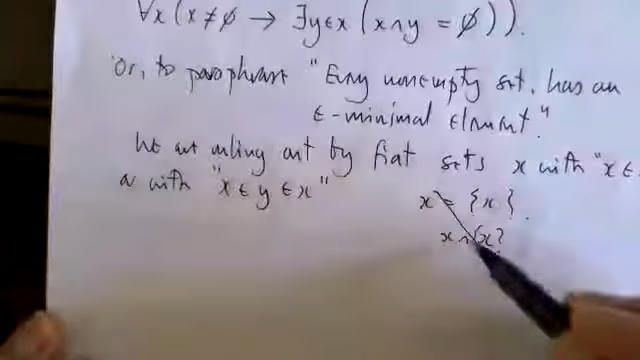 ∀x(x≠∅ → ∃y∈x(x∩y = ∅)).
Or, to paraphrase "Every nonempty set, has an
∈-minimal element".
We are ruling out by fiat sets x with "x∈
or with "x∈y∈x"
x = {x}.
x∩{x}